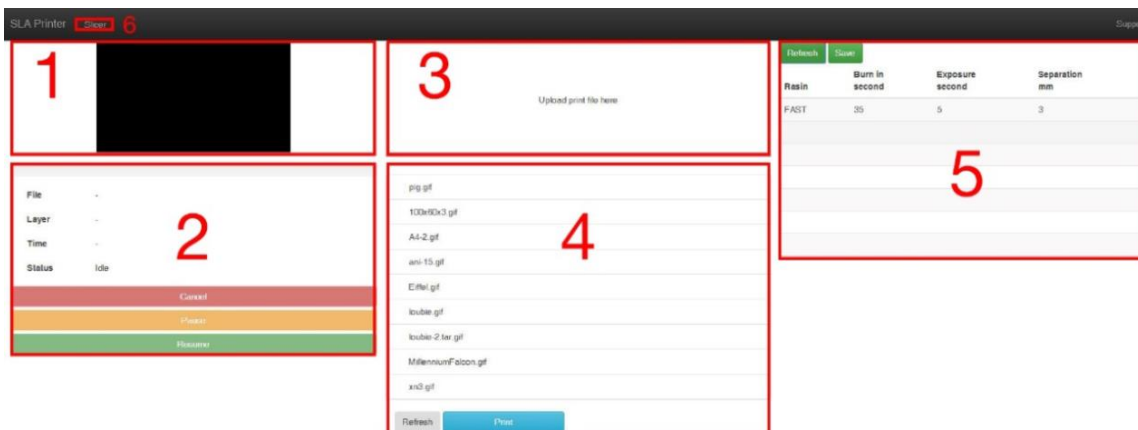 SLA Printer Slicer 6
1
3
Upload print file here
Refresh Save
Resin Burn in second Exposure second Separation mm
FAST 35 5 3
5
File -
Layer -
Time -
Status Idle
2
Cancel
Pause
Resume
pig.gif
100x60x3.gif
A4-2.gif
ani-15.gif
Eiffel.gif
loubie.gif
loubie-2.tar.gif
MillenniumFalcon.gif
xn3.gif
4
Refresh Print